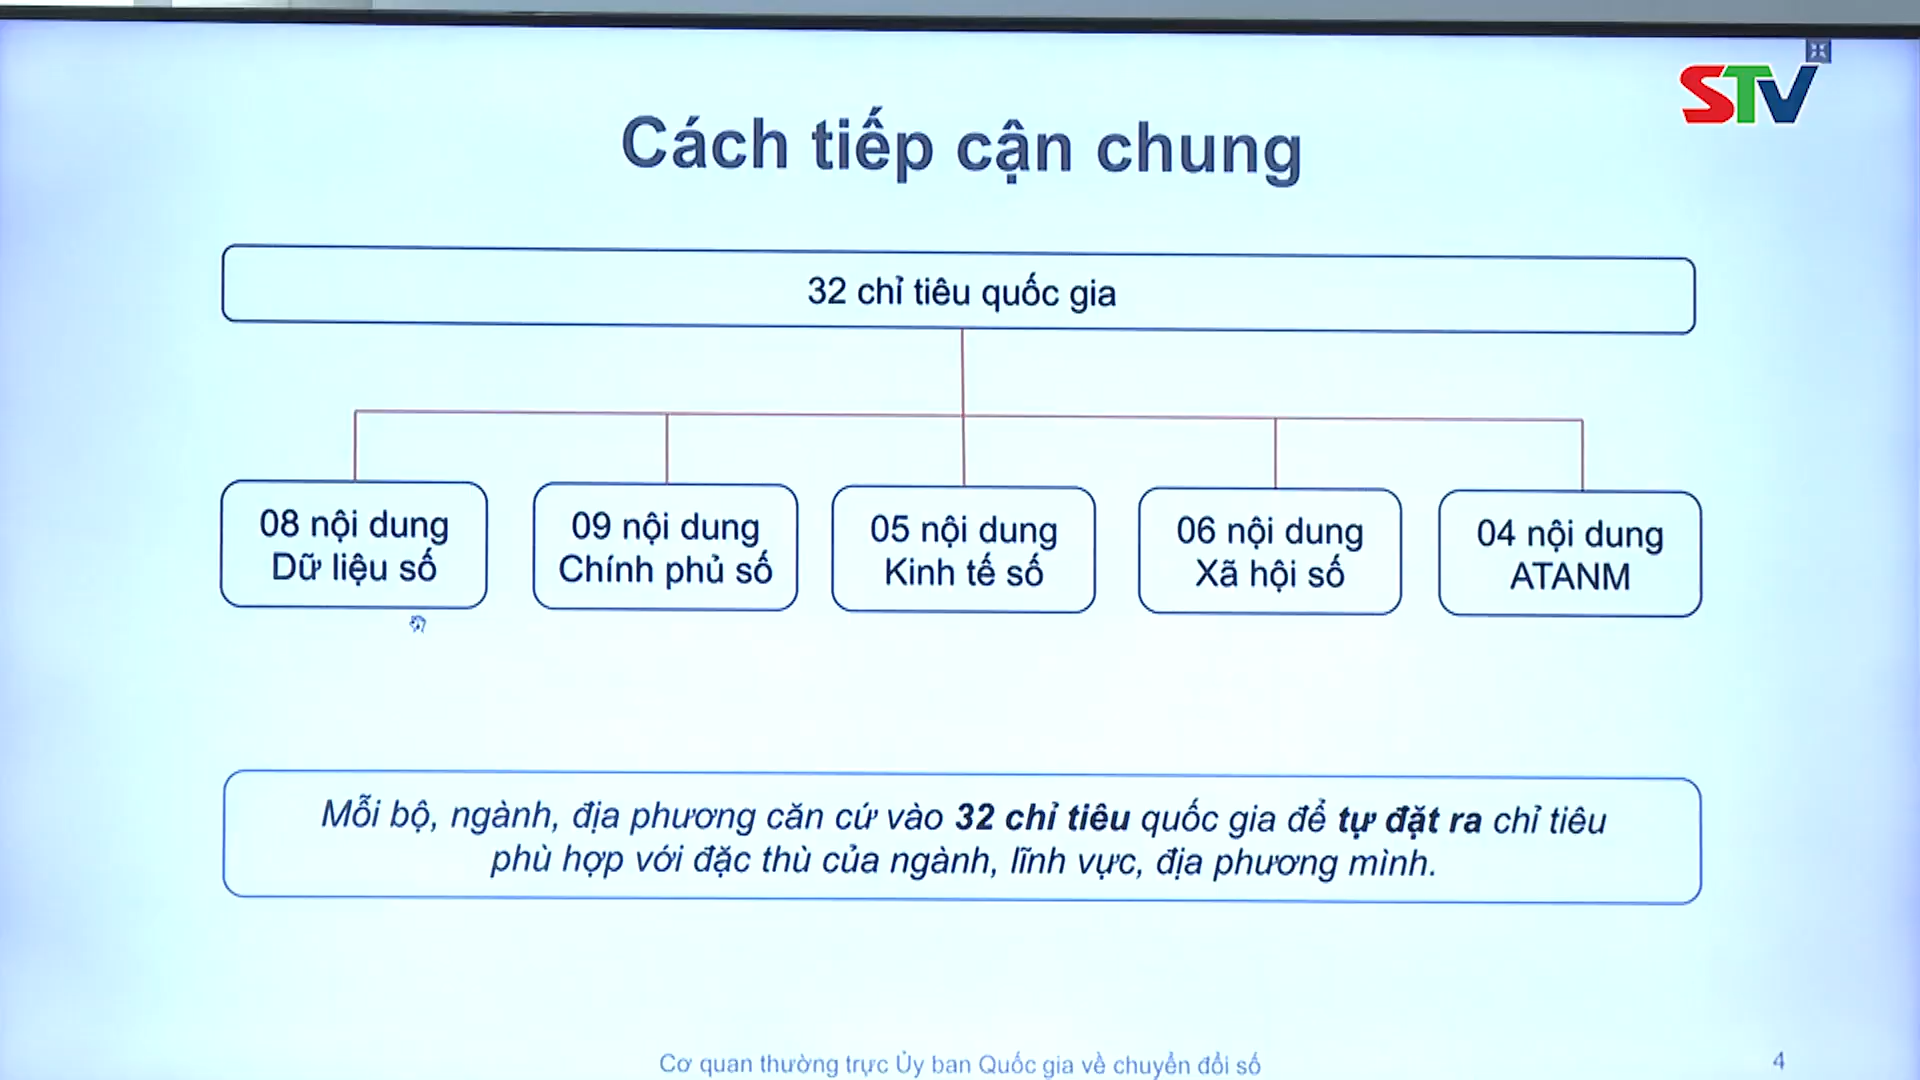 STV
Cách tiếp cận chung
32 chỉ tiêu quốc gia
08 nội dung
Dữ liệu số
09 nội dung
Chính phủ số
05 nội dung
Kinh tế số
06 nội dung
Xã hội số
04 nội dung
ATANM
Mỗi bộ, ngành, địa phương căn cứ vào 32 chỉ tiêu quốc gia để tự đặt ra chỉ tiêu
phù hợp với đặc thù của ngành, lĩnh vực, địa phương mình.
Cơ quan thường trực Ủy ban Quốc gia về chuyển đổi số
4